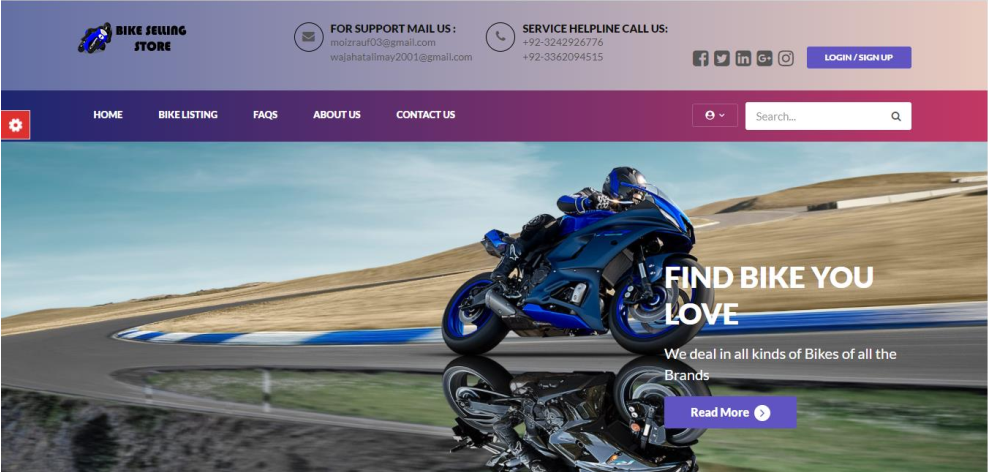 BIKE SELLING
STORE
FOR SUPPORT MAIL US :
moizrauf03@gmail.com
wajahatalimay2001@gmail.com
SERVICE HELPLINE CALL US:
+92-3242926776
+92-3362094515
LOGIN / SIGN UP
HOME
BIKE LISTING
FAQS
ABOUT US
CONTACT US
Search...
FIND BIKE YOU
LOVE
We deal in all kinds of Bikes of all the
Brands
Read More